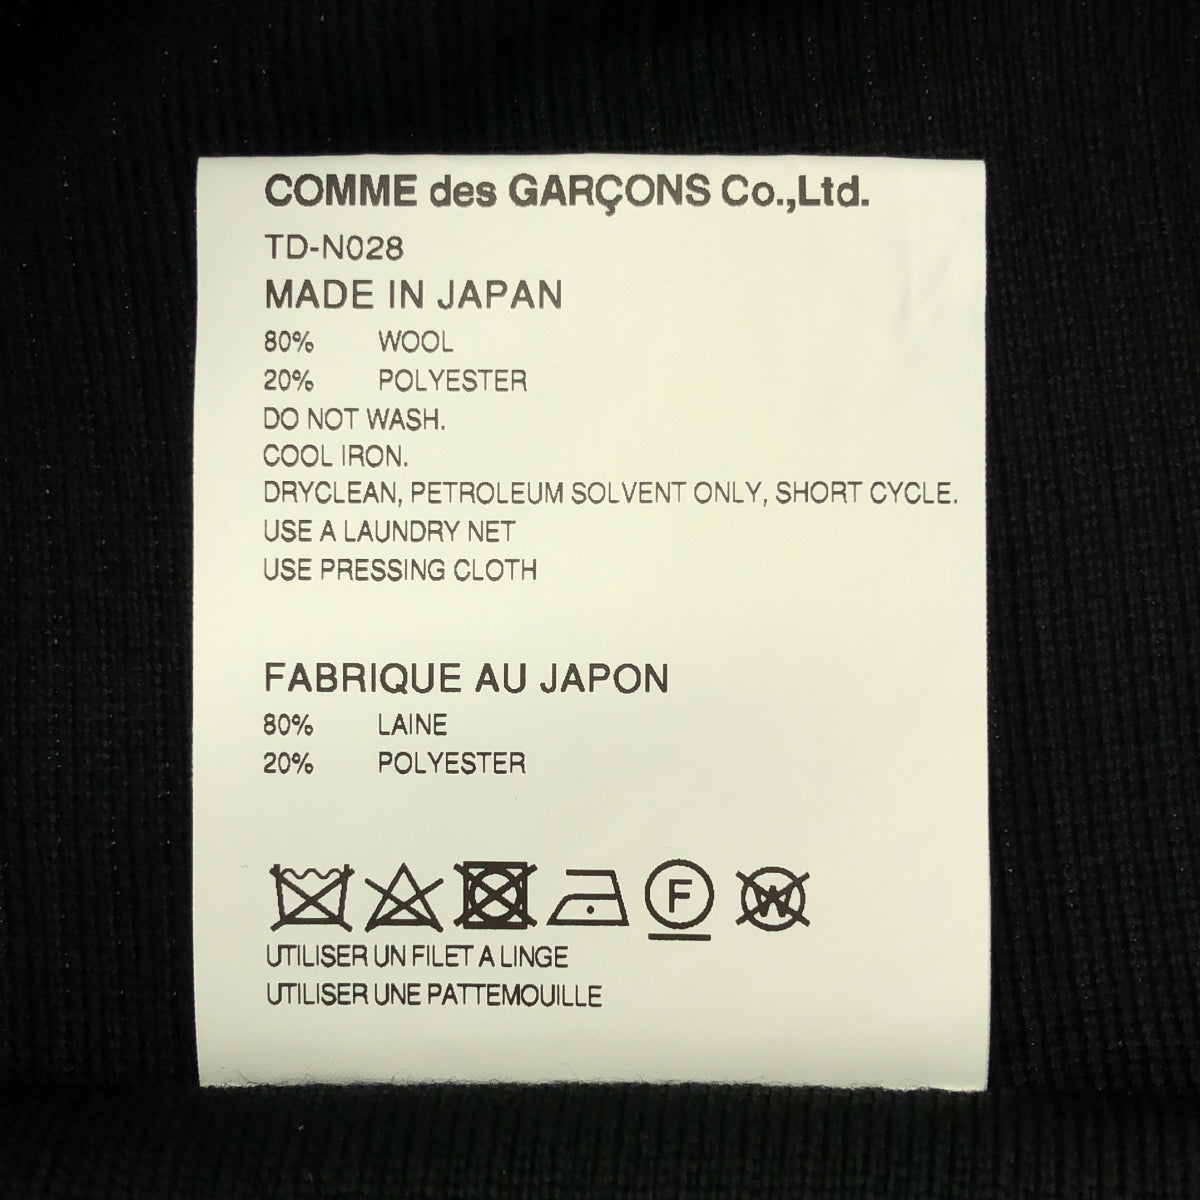 COMME des GARÇONS Co.,Ltd.
TD-N028
MADE IN JAPAN
80% WOOL
20% POLYESTER
DO NOT WASH.
COOL IRON.
DRYCLEAN, PETROLEUM SOLVENT ONLY, SHORT CYCLE.
USE A LAUNDRY NET
USE PRESSING CLOTH
FABRIQUE AU JAPON
80% LAINE
20% POLYESTER
F W
UTILISER UN FILET A LINGE
UTILISER UNE PATTEMOUILLE